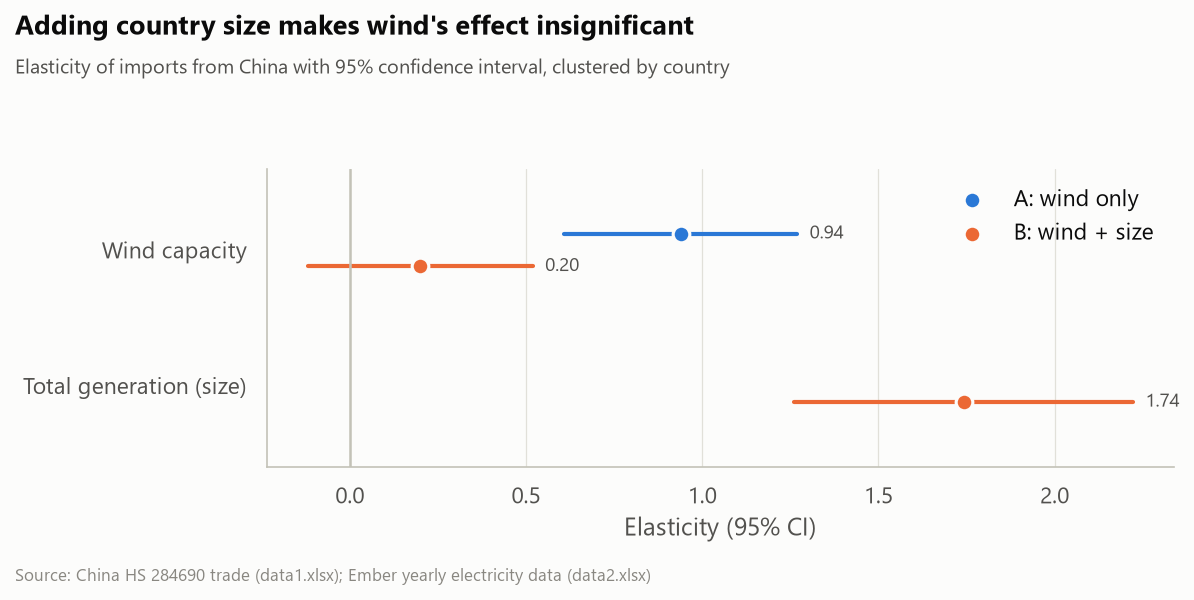 Adding country size makes wind's effect insignificant
Elasticity of imports from China with 95% confidence interval, clustered by country
A: wind only
B: wind + size
Wind capacity
0.94
0.20
Total generation (size)
1.74
0.0 0.5 1.0 1.5 2.0
Elasticity (95% CI)
Source: China HS 284690 trade (data1.xlsx); Ember yearly electricity data (data2.xlsx)